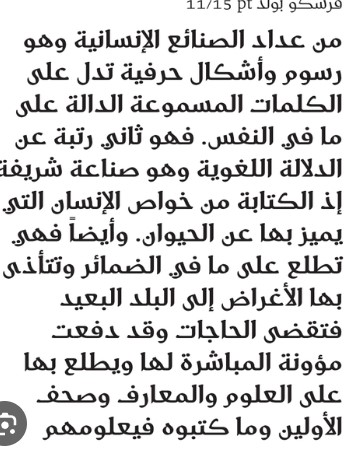 فرسكو بولد 11/15 pt
من عداد الصنائع الإنسانية وهو
رسوم وأشكال حرفية تدل على
الكلمات المسموعة الدالة على
ما في النفس. فهو ثاني رتبة عن
الدلالة اللغوية وهو صناعة شريفة
إذ الكتابة من خواص الإنسان التي
يميز بها عن الحيوان. وأيضاً فهي
تطلع على ما في الضمائر وتتأذى
بها الأغراض إلى البلد البعيد
فتقضى الحاجات وقد دفعت
مؤونة المباشرة لها ويطلع بها
على العلوم والمعارف وصحف
الأولين وما كتبوه فيعلومهم